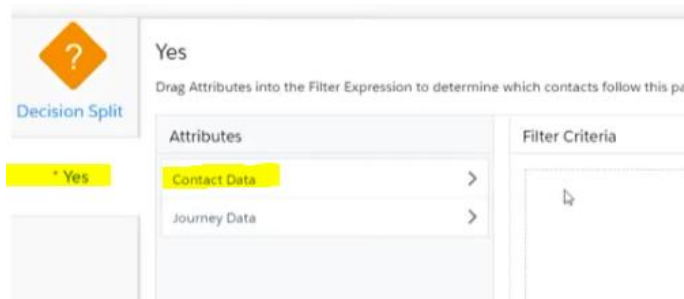 ?
Yes
Drag Attributes into the Filter Expression to determine which contacts follow this
Decision Split
Attributes
Filter Criteria
* Yes
Contact Data
Journey Data